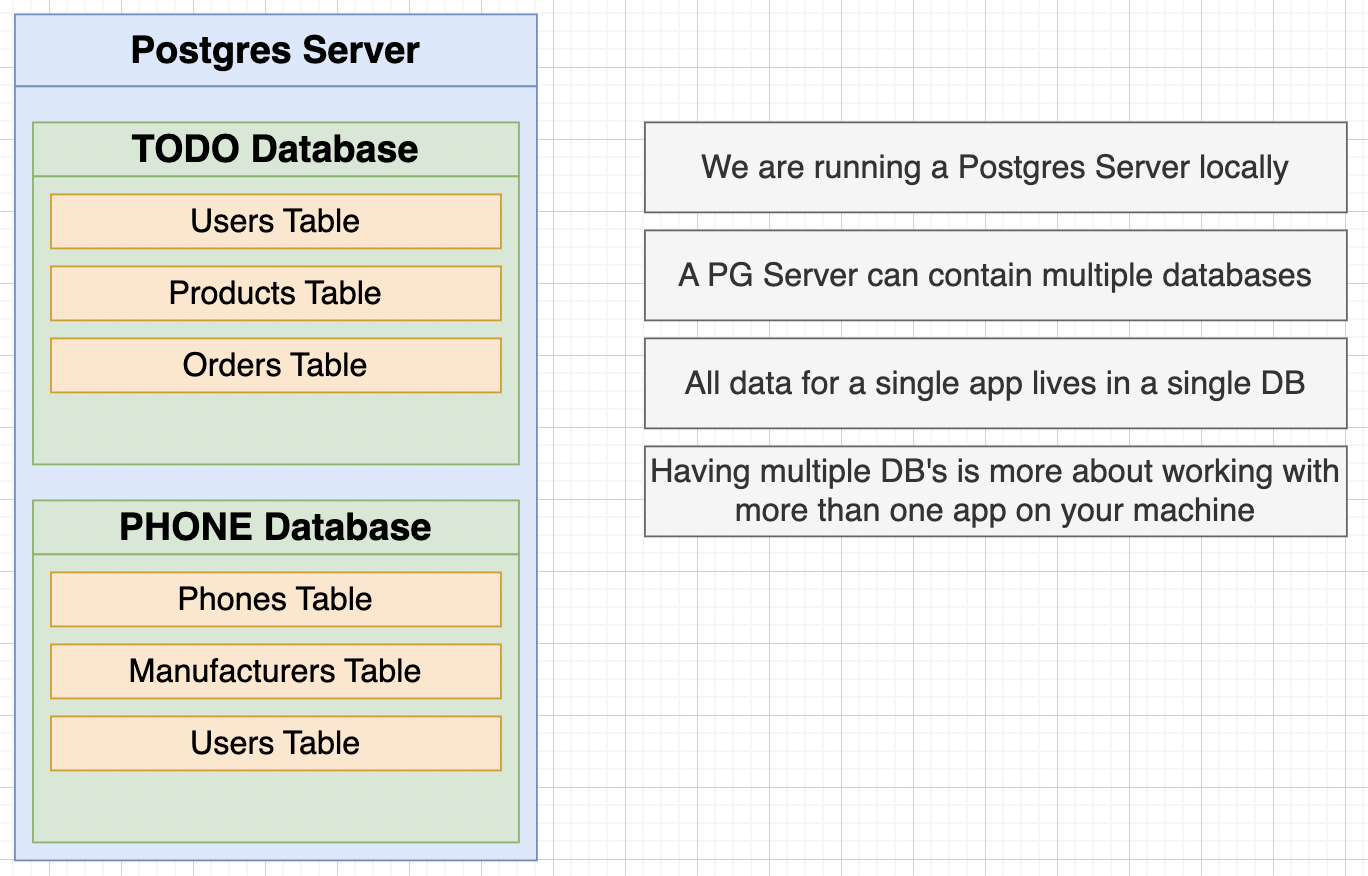 Postgres Server
TODO Database
Users Table
Products Table
Orders Table
PHONE Database
Phones Table
Manufacturers Table
Users Table
We are running a Postgres Server locally
A PG Server can contain multiple databases
All data for a single app lives in a single DB
Having multiple DB's is more about working with
more than one app on your machine